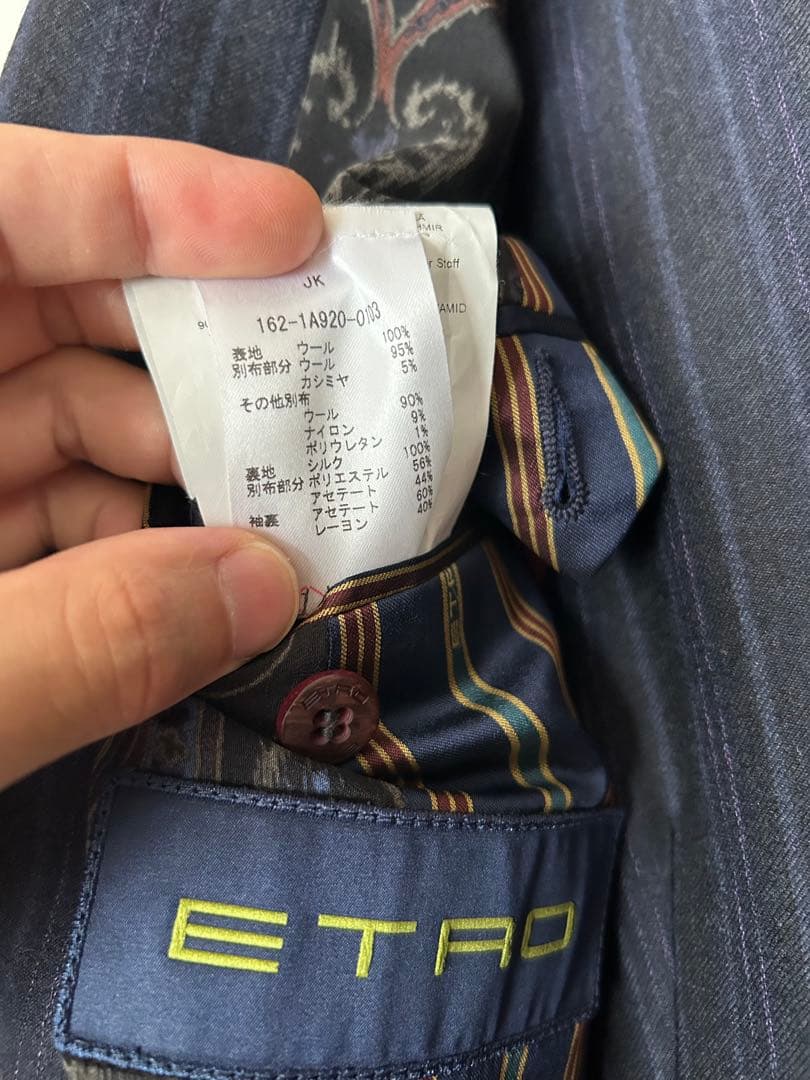 JK
162-1A920-0103
表地 ウール 100%
別布部分 ウール 95%
カシミヤ 5%
その他別布
ウール 90%
ナイロン 9%
ポリウレタン 1%
裏地 シルク 100%
別布部分 ポリエステル 56%
アセテート 44%
袖裏 アセテート 60%
レーヨン 40%
r Stoff
ETRO
ETRO